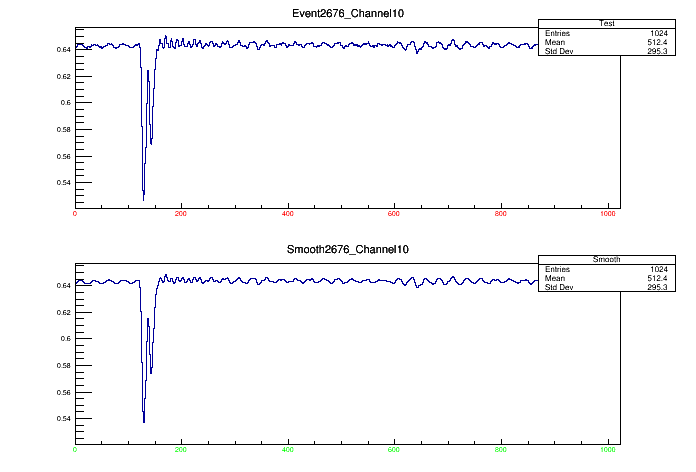 Event2676_Channel10
Test
Entries 1024
Mean 512.4
Std Dev 295.3
0.64
0.62
0.6
0.58
0.56
0.54
0 200 400 600 800 1000
Smooth2676_Channel10
Smooth
Entries 1024
Mean 512.4
Std Dev 295.3
0.64
0.62
0.6
0.58
0.56
0.54
0 200 400 600 800 1000